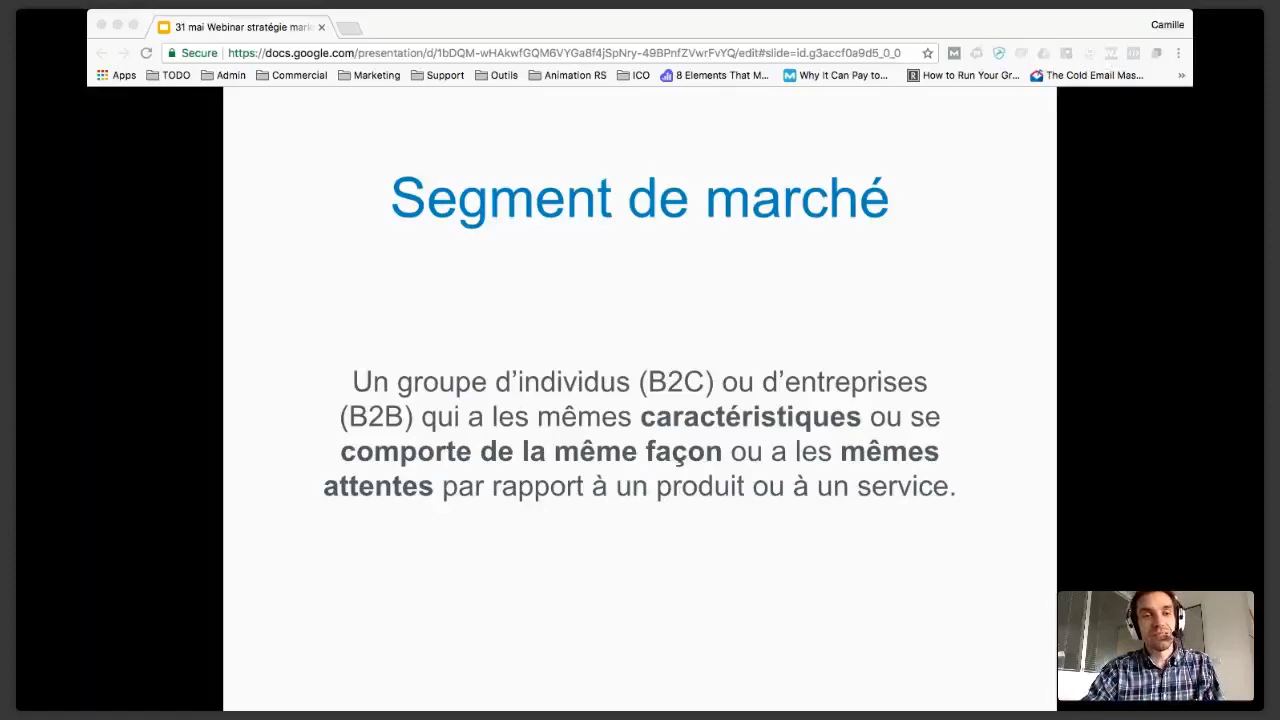 31 mai Webinar stratégie mark
Camille
Secure
https://docs.google.com/presentation/d/1bDQM-wHAkwfGQM6VYGa8f4jSpNry-49BPnfZVwrFvYQ/edit#slide=id.g3accf0a9d5_0_0
Apps TODO Admin Commercial Marketing Support Outils Animation RS ICO 8 Elements That M... Why It Can Pay to... How to Run Your Gr... The Cold Email Mas...
Segment de marché
Un groupe d’individus (B2C) ou d’entreprises
(B2B) qui a les mêmes caractéristiques ou se
comporte de la même façon ou a les mêmes
attentes par rapport à un produit ou à un service.